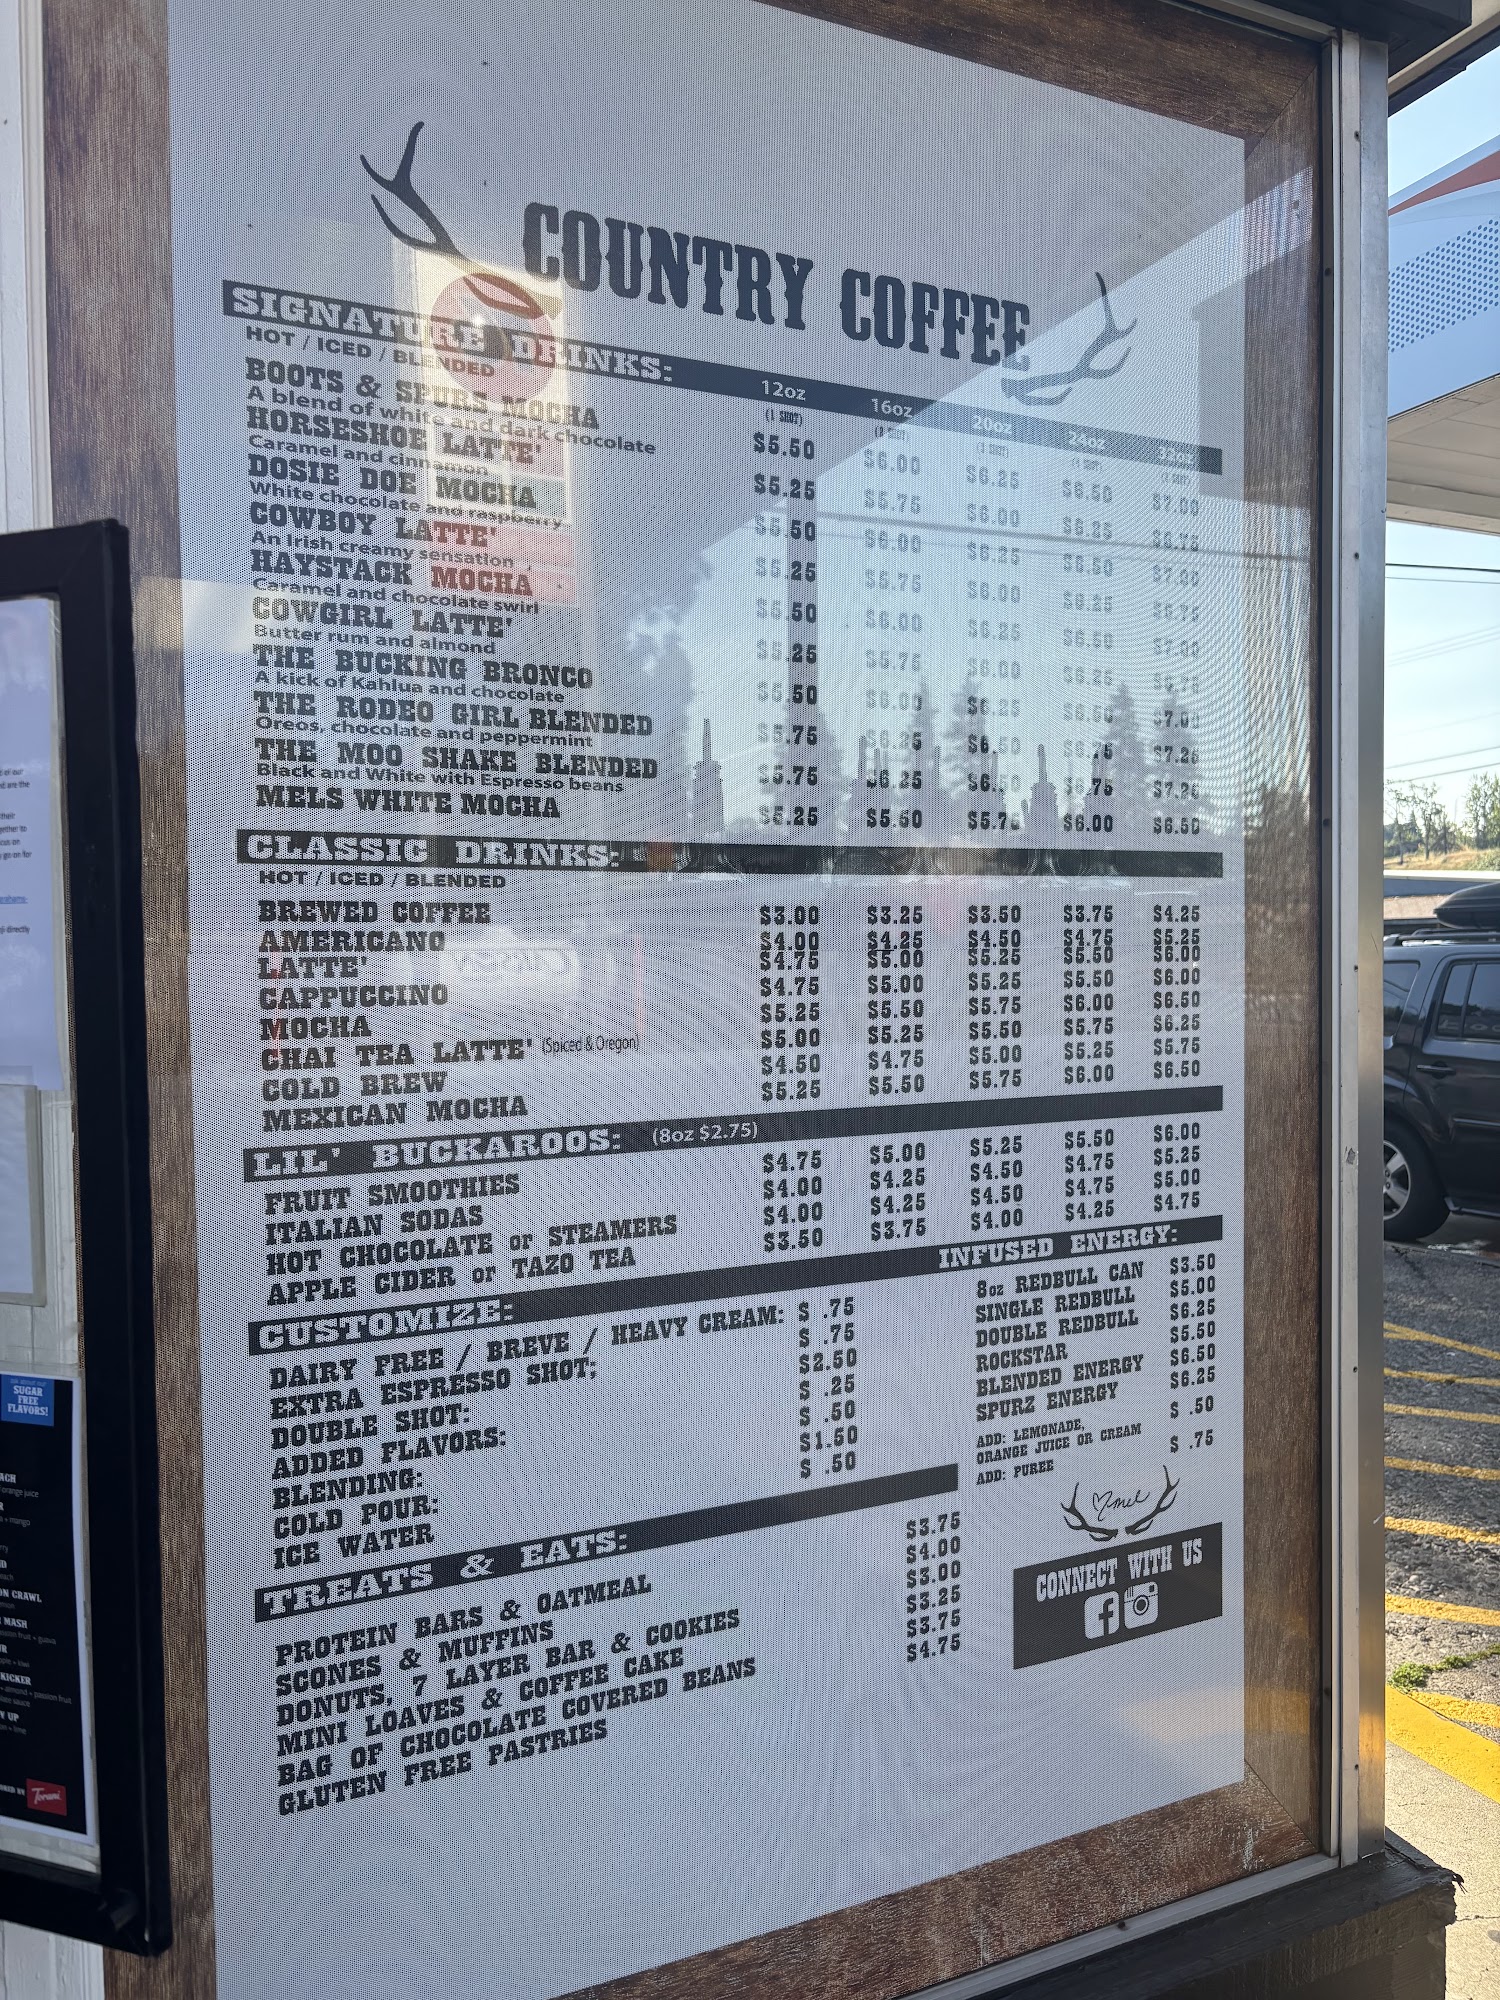 COUNTRY COFFEE
SIGNATURE DRINKS: 12oz 16oz 20oz 24oz 32oz
HOT / ICED / BLENDED (1 SHOT)
BOOTS & SPURS MOCHA $5.50 $6.00 $6.25 $6.50 $7.00
A blend of white and dark chocolate
HORSESHOE LATTE' $5.25 $5.75 $6.00 $6.25 $6.75
Caramel and cinnamon
DOSIE DOE MOCHA $5.50 $6.00 $6.25 $6.50 $7.00
White chocolate and raspberry
COWBOY LATTE' $5.25 $5.75 $6.00 $6.25 $6.75
An Irish creamy sensation
HAYSTACK MOCHA $5.50 $6.00 $6.25 $6.50 $7.00
Caramel and chocolate swirl
COWGIRL LATTE' $5.25 $5.75 $6.00 $6.25 $6.75
Butter rum and almond
THE BUCKING BRONCO $5.50 $6.00 $6.25 $6.50 $7.00
A kick of Kahlua and chocolate
THE RODEO GIRL BLENDED $5.75 $6.25 $6.50 $6.75 $7.25
Oreos, chocolate and peppermint
THE MOO SHAKE BLENDED $5.75 $6.25 $6.50 $6.75 $7.25
Black and White with Espresso beans
MELS WHITE MOCHA $5.25 $5.50 $5.75 $6.00 $6.50
CLASSIC DRINKS:
HOT / ICED / BLENDED
BREWED COFFEE $3.00 $3.25 $3.50 $3.75 $4.25
AMERICANO $4.00 $4.25 $4.50 $4.75 $5.25
LATTE' $4.75 $5.00 $5.25 $5.50 $6.00
CAPPUCCINO $4.75 $5.00 $5.25 $5.50 $6.00
MOCHA $5.25 $5.50 $5.75 $6.00 $6.50
CHAI TEA LATTE' (Spiced & Oregon) $5.00 $5.25 $5.50 $5.75 $6.25
COLD BREW $4.50 $4.75 $5.00 $5.25 $5.75
MEXICAN MOCHA $5.25 $5.50 $5.75 $6.00 $6.50
LIL' BUCKAROOS: (8oz $2.75)
FRUIT SMOOTHIES $4.75 $5.00 $5.25 $5.50 $6.00
ITALIAN SODAS $4.00 $4.25 $4.50 $4.75 $5.25
HOT CHOCOLATE or STEAMERS $4.00 $4.25 $4.50 $4.75 $5.00
APPLE CIDER or TAZO TEA $3.50 $3.75 $4.00 $4.25 $4.75
CUSTOMIZE:
DAIRY FREE / BREVE / HEAVY CREAM: $ .75
EXTRA ESPRESSO SHOT; $ .75
DOUBLE SHOT: $2.50
ADDED FLAVORS: $ .25
BLENDING: $ .50
COLD POUR: $1.50
ICE WATER $ .50
INFUSED ENERGY:
8oz REDBULL CAN $3.50
SINGLE REDBULL $5.00
DOUBLE REDBULL $6.25
ROCKSTAR $5.50
BLENDED ENERGY $6.50
SPURZ ENERGY $6.25
ADD: LEMONADE,
ORANGE JUICE OR CREAM $ .50
ADD: PUREE $ .75
TREATS & EATS:
PROTEIN BARS & OATMEAL $3.75
SCONES & MUFFINS $4.00
DONUTS, 7 LAYER BAR & COOKIES $3.00
MINI LOAVES & COFFEE CAKE $3.25
BAG OF CHOCOLATE COVERED BEANS $3.75
GLUTEN FREE PASTRIES $4.75
mel
CONNECT WITH US
SUGAR
FREE
FLAVORS!
orange juice
+ mango
CRAWL
MASH
KICKER
UP
Torani